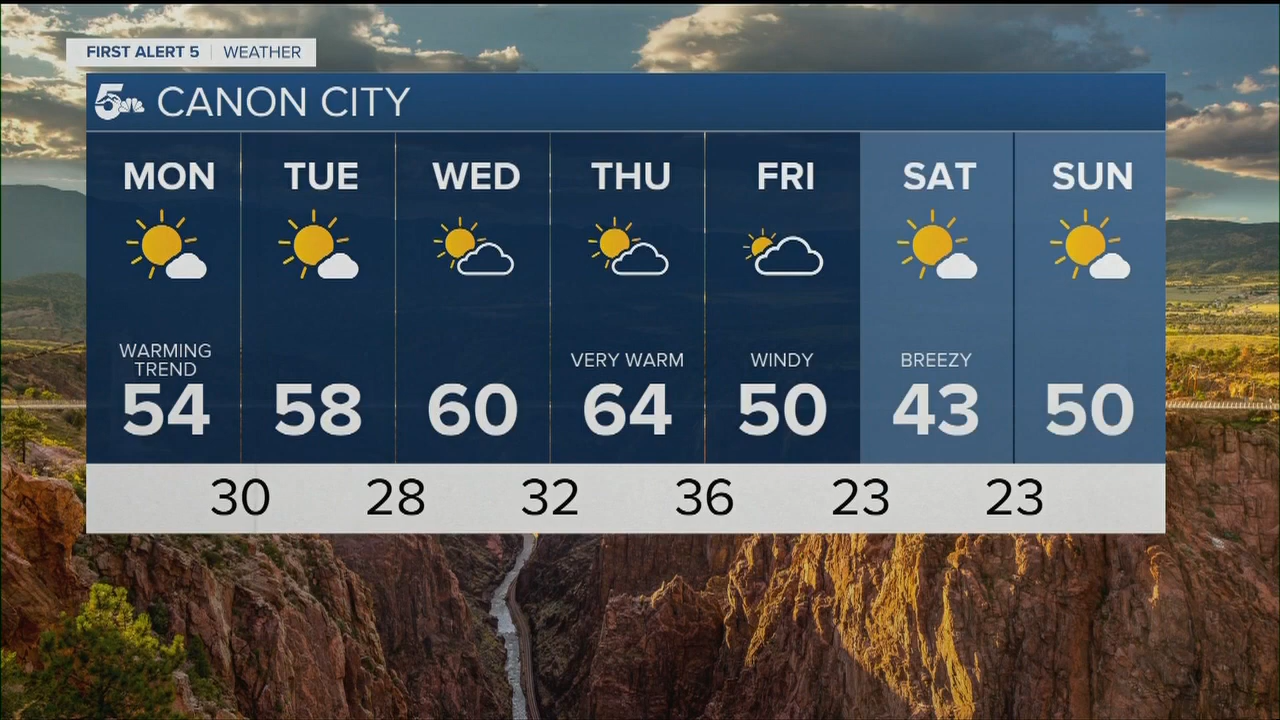 FIRST ALERT 5 | WEATHER
5 CANON CITY
MON TUE WED THU FRI SAT SUN
WARMING TREND VERY WARM WINDY BREEZY
54 58 60 64 50 43 50
30 28 32 36 23 23